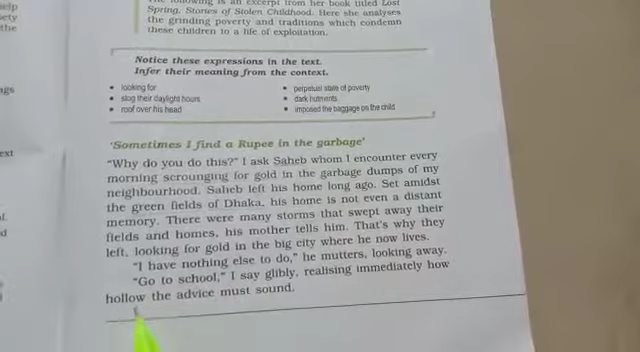 The following is an excerpt from her book titled Lost
Spring, Stories of Stolen Childhood. Here she analyses
the grinding poverty and traditions which condemn
these children to a life of exploitation.
Notice these expressions in the text.
Infer their meaning from the context.
• looking for
• slog their daylight hours
• roof over his head
• perpetual state of poverty
• dark hutments
• imposed the baggage on the child
'Sometimes I find a Rupee in the garbage'
"Why do you do this?" I ask Saheb whom I encounter every
morning scrounging for gold in the garbage dumps of my
neighbourhood. Saheb left his home long ago. Set amidst
the green fields of Dhaka, his home is not even a distant
memory. There were many storms that swept away their
fields and homes, his mother tells him. That's why they
left, looking for gold in the big city where he now lives.
"I have nothing else to do," he mutters, looking away.
"Go to school," I say glibly, realising immediately how
hollow the advice must sound.